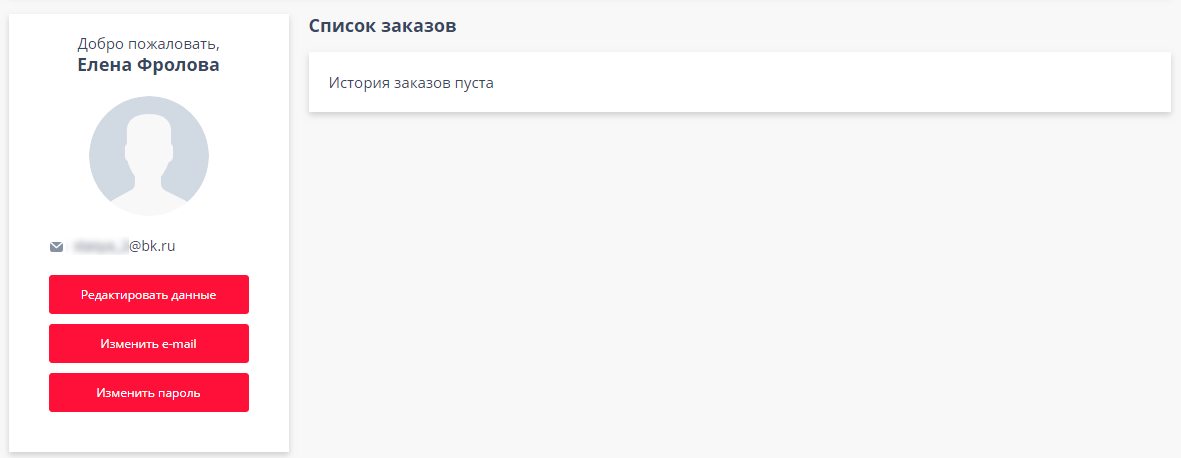 Добро пожаловать,
Елена Фролова
@bk.ru
Редактировать данные
Изменить e-mail
Изменить пароль
Список заказов
История заказов пуста